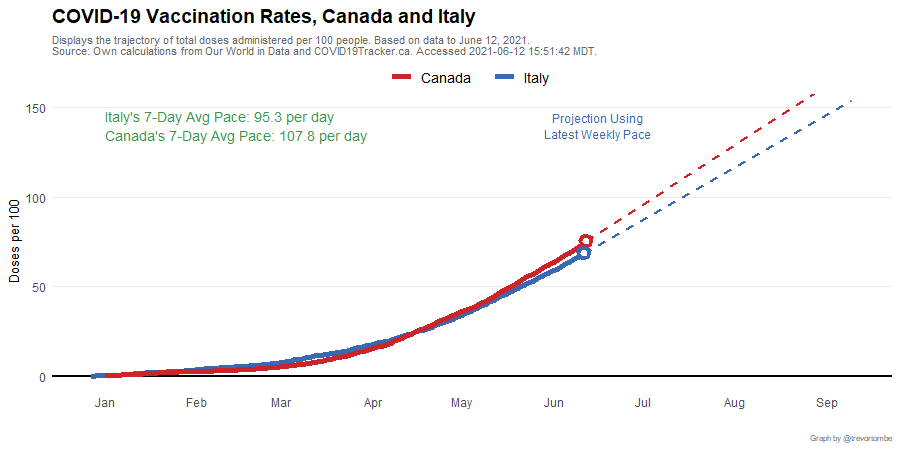 COVID-19 Vaccination Rates, Canada and Italy
Displays the trajectory of total doses administered per 100 people. Based on data to June 12, 2021.
Source: Own calculations from Our World in Data and COVID19Tracker.ca. Accessed 2021-06-12 15:51:42 MDT.
Canada Italy
Italy's 7-Day Avg Pace: 95.3 per day
Canada's 7-Day Avg Pace: 107.8 per day
Projection Using
Latest Weekly Pace
Doses per 100
150
100
50
0
Jan Feb Mar Apr May Jun Jul Aug Sep
Graph by @trevortombe